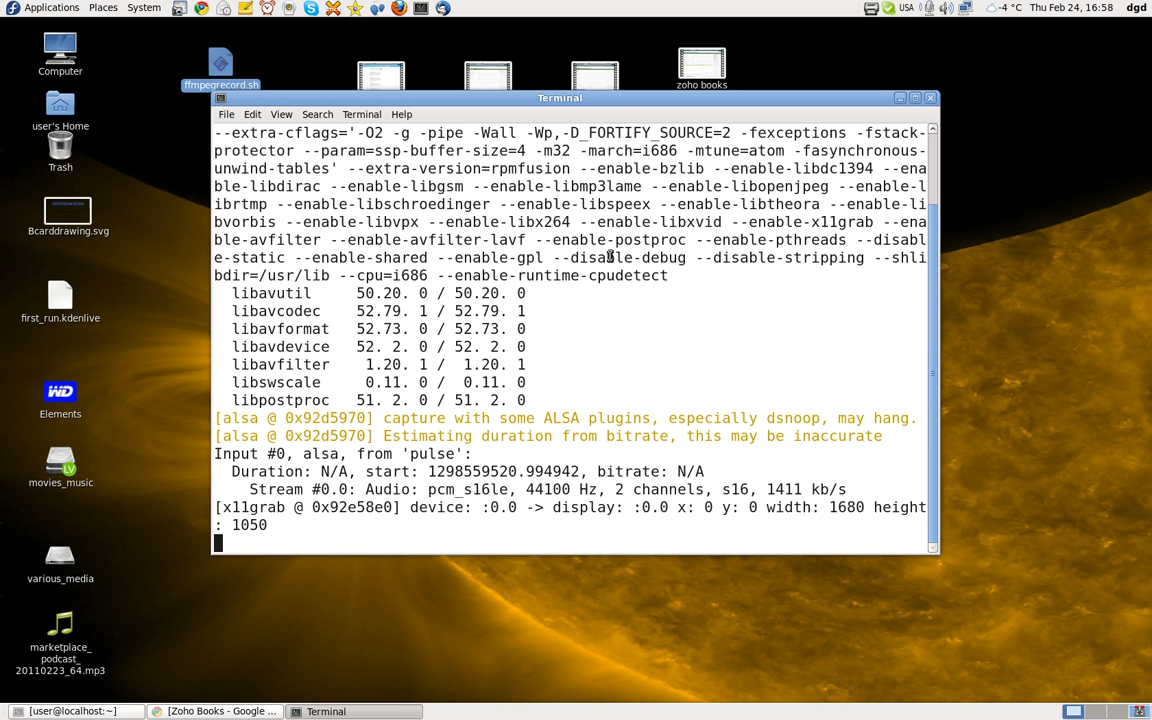 Applications Places System
USA
-4 °C Thu Feb 24, 16:58 dgd
Computer
user's Home
Trash
Bcarddrawing.svg
first_run.kdenlive
WD
Elements
LV
movies_music
various_media
marketplace_
podcast_
20110223_64.mp3
ffmpegrecord.sh
zoho books
Terminal
File Edit View Search Terminal Help
--extra-cflags='-O2 -g -pipe -Wall -Wp,-D_FORTIFY_SOURCE=2 -fexceptions -fstack-
protector --param=ssp-buffer-size=4 -m32 -march=i686 -mtune=atom -fasynchronous-
unwind-tables' --extra-version=rpmfusion --enable-bzlib --enable-libdc1394 --ena
ble-libdirac --enable-libgsm --enable-libmp3lame --enable-libopenjpeg --enable-l
ibrtmp --enable-libschroedinger --enable-libspeex --enable-libtheora --enable-li
bvorbis --enable-libvpx --enable-libx264 --enable-libxvid --enable-x11grab --ena
ble-avfilter --enable-avfilter-lavf --enable-postproc --enable-pthreads --disabl
e-static --enable-shared --enable-gpl --disable-debug --disable-stripping --shli
bdir=/usr/lib --cpu=i686 --enable-runtime-cpudetect
libavutil 50.20. 0 / 50.20. 0
libavcodec 52.79. 1 / 52.79. 1
libavformat 52.73. 0 / 52.73. 0
libavdevice 52. 2. 0 / 52. 2. 0
libavfilter 1.20. 1 / 1.20. 1
libswscale 0.11. 0 / 0.11. 0
libpostproc 51. 2. 0 / 51. 2. 0
[alsa @ 0x92d5970] capture with some ALSA plugins, especially dsnoop, may hang.
[alsa @ 0x92d5970] Estimating duration from bitrate, this may be inaccurate
Input #0, alsa, from 'pulse':
Duration: N/A, start: 1298559520.994942, bitrate: N/A
Stream #0.0: Audio: pcm_s16le, 44100 Hz, 2 channels, s16, 1411 kb/s
[x11grab @ 0x92e58e0] device: :0.0 -> display: :0.0 x: 0 y: 0 width: 1680 height
: 1050
[user@localhost:~] [Zoho Books - Google ... Terminal